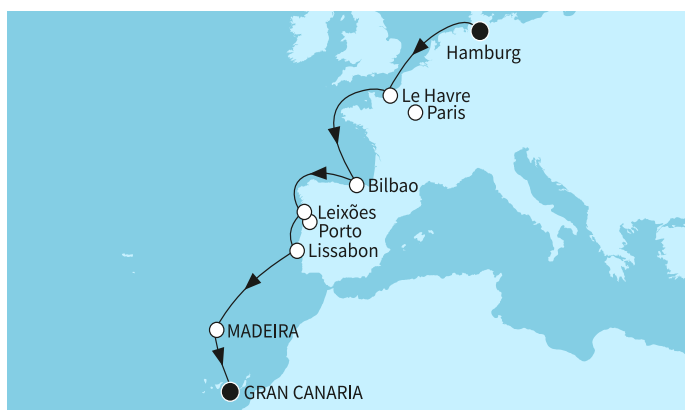 Hamburg
Le Havre
Paris
Bilbao
Leixões
Porto
Lissabon
MADEIRA
GRAN CANARIA